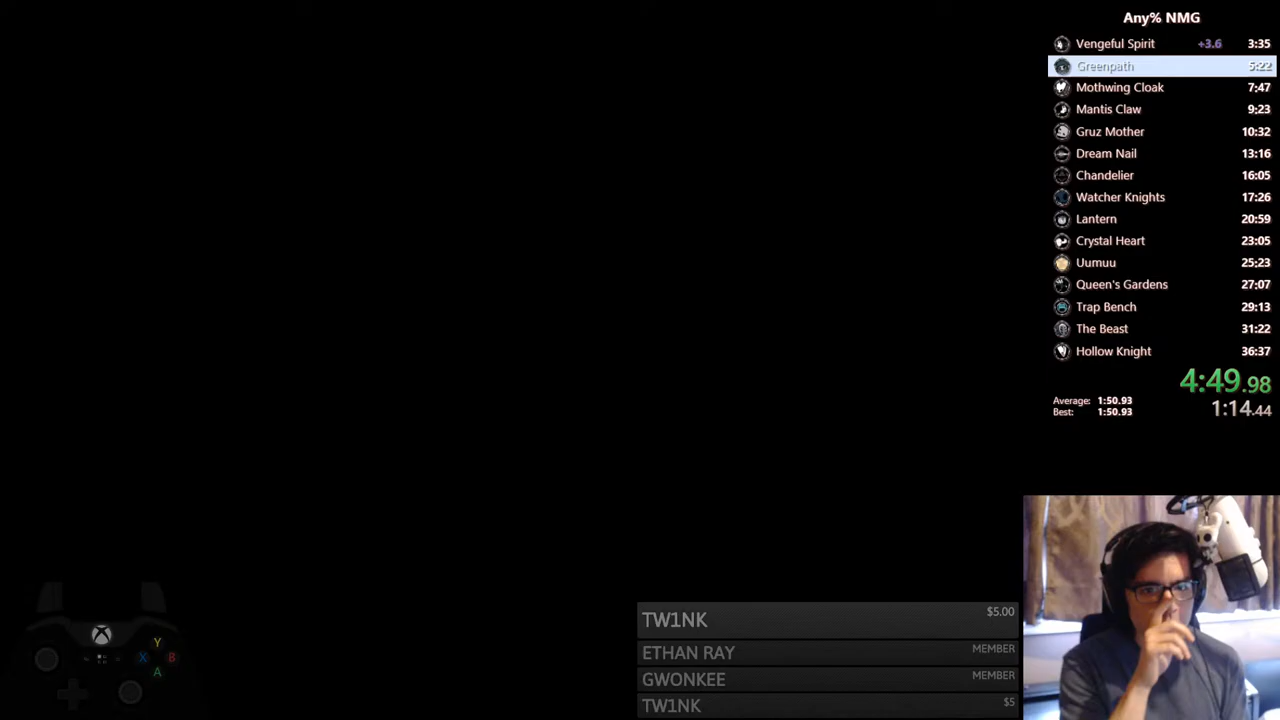 Any% NMG
Vengeful Spirit +3.6 3:35
Greenpath 5:22
Mothwing Cloak 7:47
Mantis Claw 9:23
Gruz Mother 10:32
Dream Nail 13:16
Chandelier 16:05
Watcher Knights 17:26
Lantern 20:59
Crystal Heart 23:05
Uumuu 25:23
Queen's Gardens 27:07
Trap Bench 29:13
The Beast 31:22
Hollow Knight 36:37
4:49.98
Average: 1:50.93
Best: 1:50.93
1:14.44
TW1NK $5.00
ETHAN RAY MEMBER
GWONKEE MEMBER
TW1NK $5
Y
X B
A